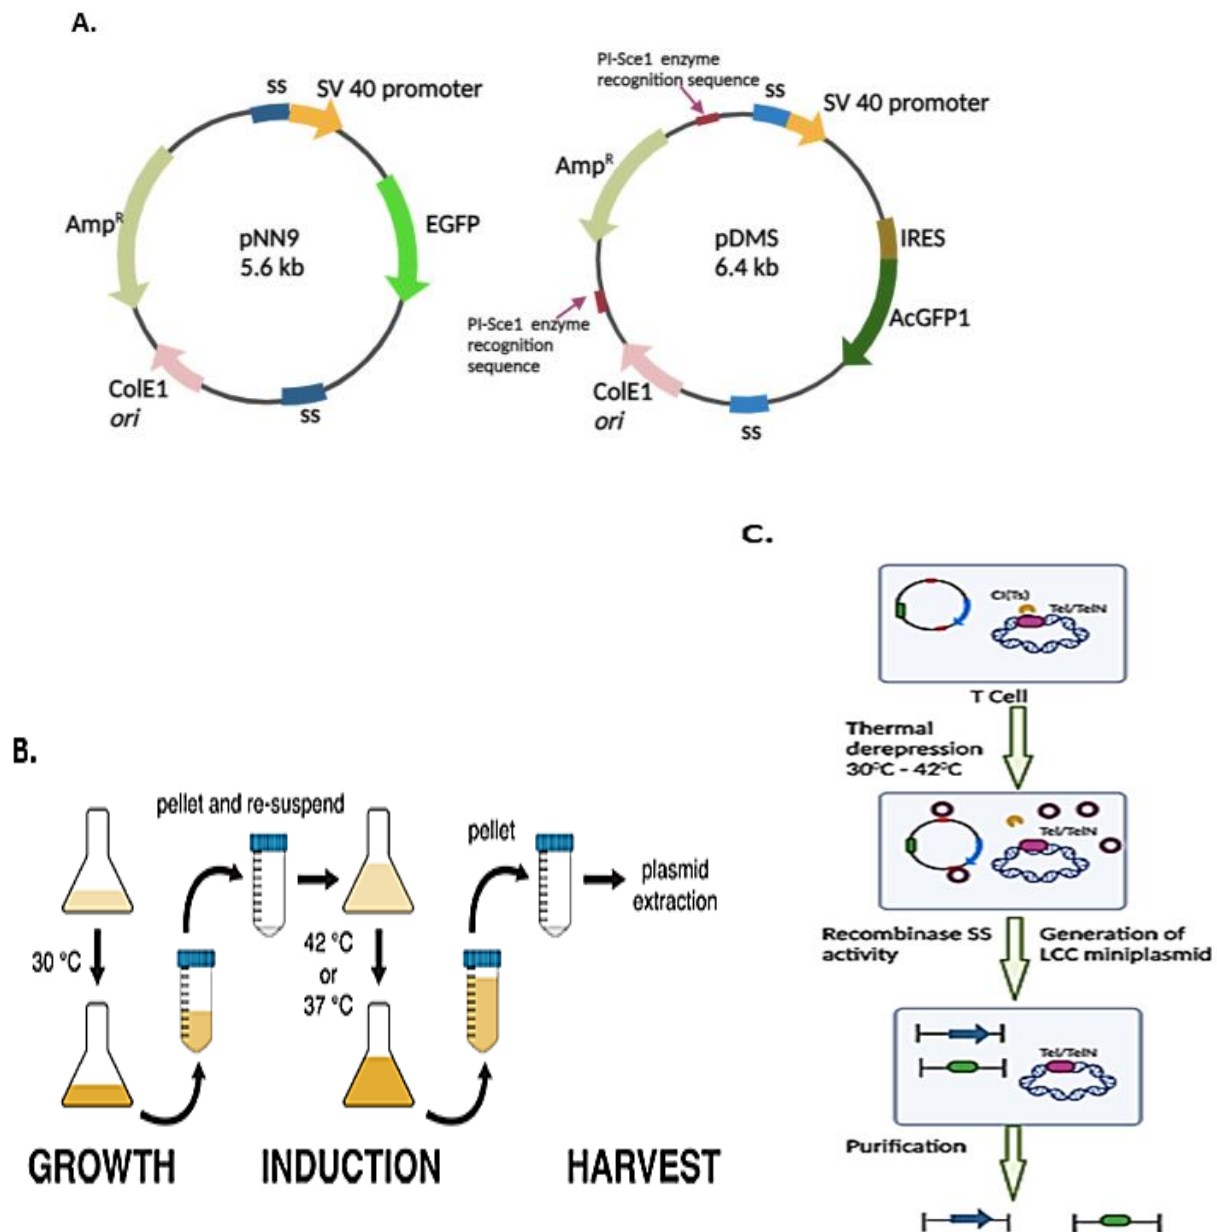 A.
ss
SV 40 promoter
Amp^R
pNN9
5.6 kb
EGFP
ColE1
ori
ss
PI-Sce1 enzyme
recognition sequence
ss
SV 40 promoter
Amp^R
pDMS
6.4 kb
IRES
AcGFP1
PI-Sce1 enzyme
recognition
sequence
ColE1
ori
ss
B.
pellet and re-suspend
pellet
plasmid
extraction
30 °C
42 °C
or
37 °C
GROWTH
INDUCTION
HARVEST
C.
CI(Ts)
Tel/TelN
T Cell
Thermal
derepression
30°C - 42°C
Tel/TelN
Recombinase SS
activity
Generation of
LCC miniplasmid
Tel/TelN
Purification